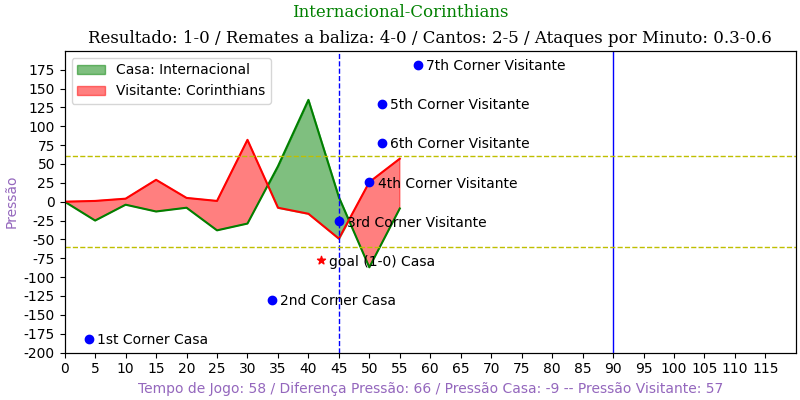 Internacional-Corinthians
Resultado: 1-0 / Remates a baliza: 4-0 / Cantos: 2-5 / Ataques por Minuto: 0.3-0.6
Casa: Internacional
Visitante: Corinthians
7th Corner Visitante
5th Corner Visitante
6th Corner Visitante
4th Corner Visitante
3rd Corner Visitante
goal (1-0) Casa
2nd Corner Casa
1st Corner Casa
Pressão
175
150
125
100
75
50
25
0
-25
-50
-75
-100
-125
-150
-175
-200
0 5 10 15 20 25 30 35 40 45 50 55 60 65 70 75 80 85 90 95 100 105 110 115
Tempo de Jogo: 58 / Diferença Pressão: 66 / Pressão Casa: -9 -- Pressão Visitante: 57